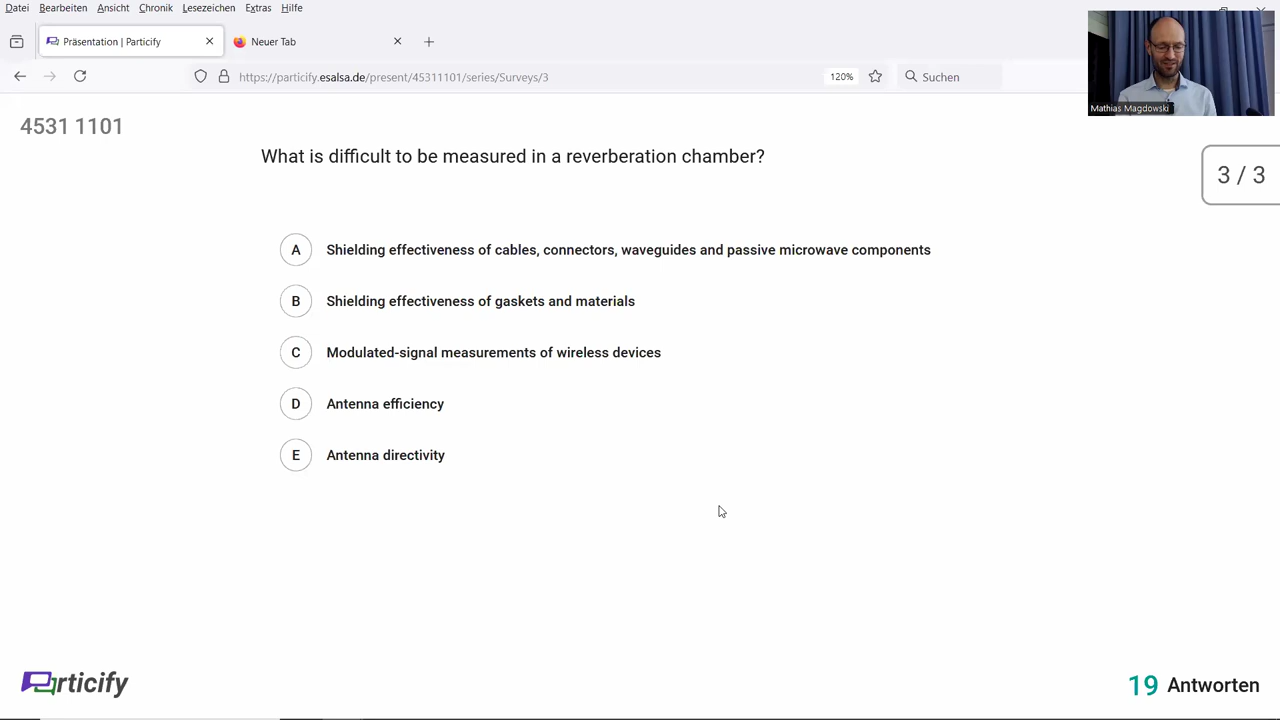 Datei Bearbeiten Ansicht Chronik Lesezeichen Extras Hilfe
Präsentation | Particify
Neuer Tab
https://particify.esalsa.de/present/45311101/series/Surveys/3
120%
Suchen
Mathias Magdowski
4531 1101
What is difficult to be measured in a reverberation chamber?
3 / 3
A Shielding effectiveness of cables, connectors, waveguides and passive microwave components
B Shielding effectiveness of gaskets and materials
C Modulated-signal measurements of wireless devices
D Antenna efficiency
E Antenna directivity
Particify
19 Antworten